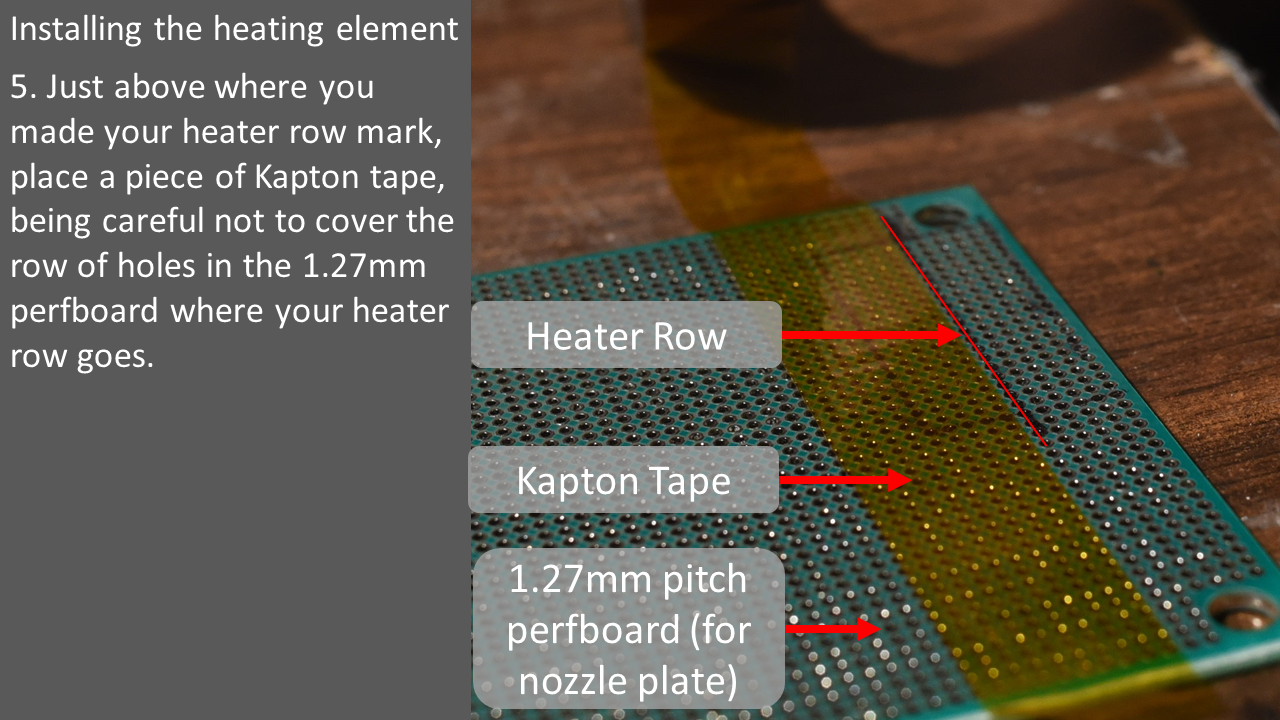 Installing the heating element
5. Just above where you
made your heater row mark,
place a piece of Kapton tape,
being careful not to cover the
row of holes in the 1.27mm
perfboard where your heater
row goes.
Heater Row
Kapton Tape
1.27mm pitch
perfboard (for
nozzle plate)